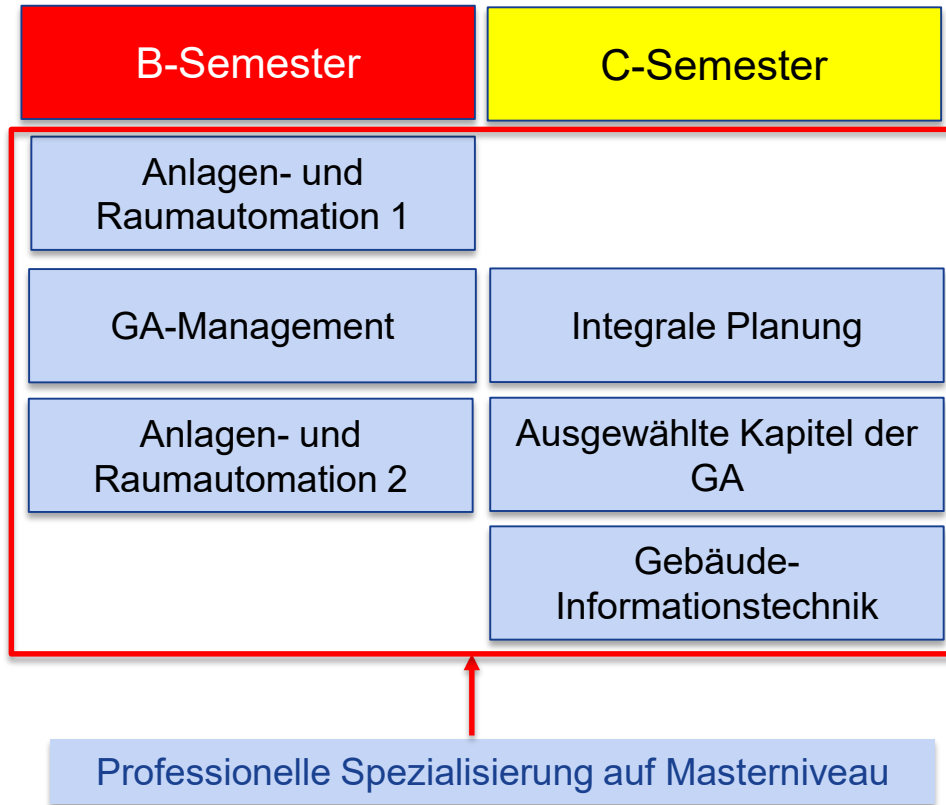 B-Semester
C-Semester
Anlagen- und
Raumautomation 1
GA-Management
Integrale Planung
Anlagen- und
Raumautomation 2
Ausgewählte Kapitel der
GA
Gebäude-
Informationstechnik
Professionelle Spezialisierung auf Masterniveau